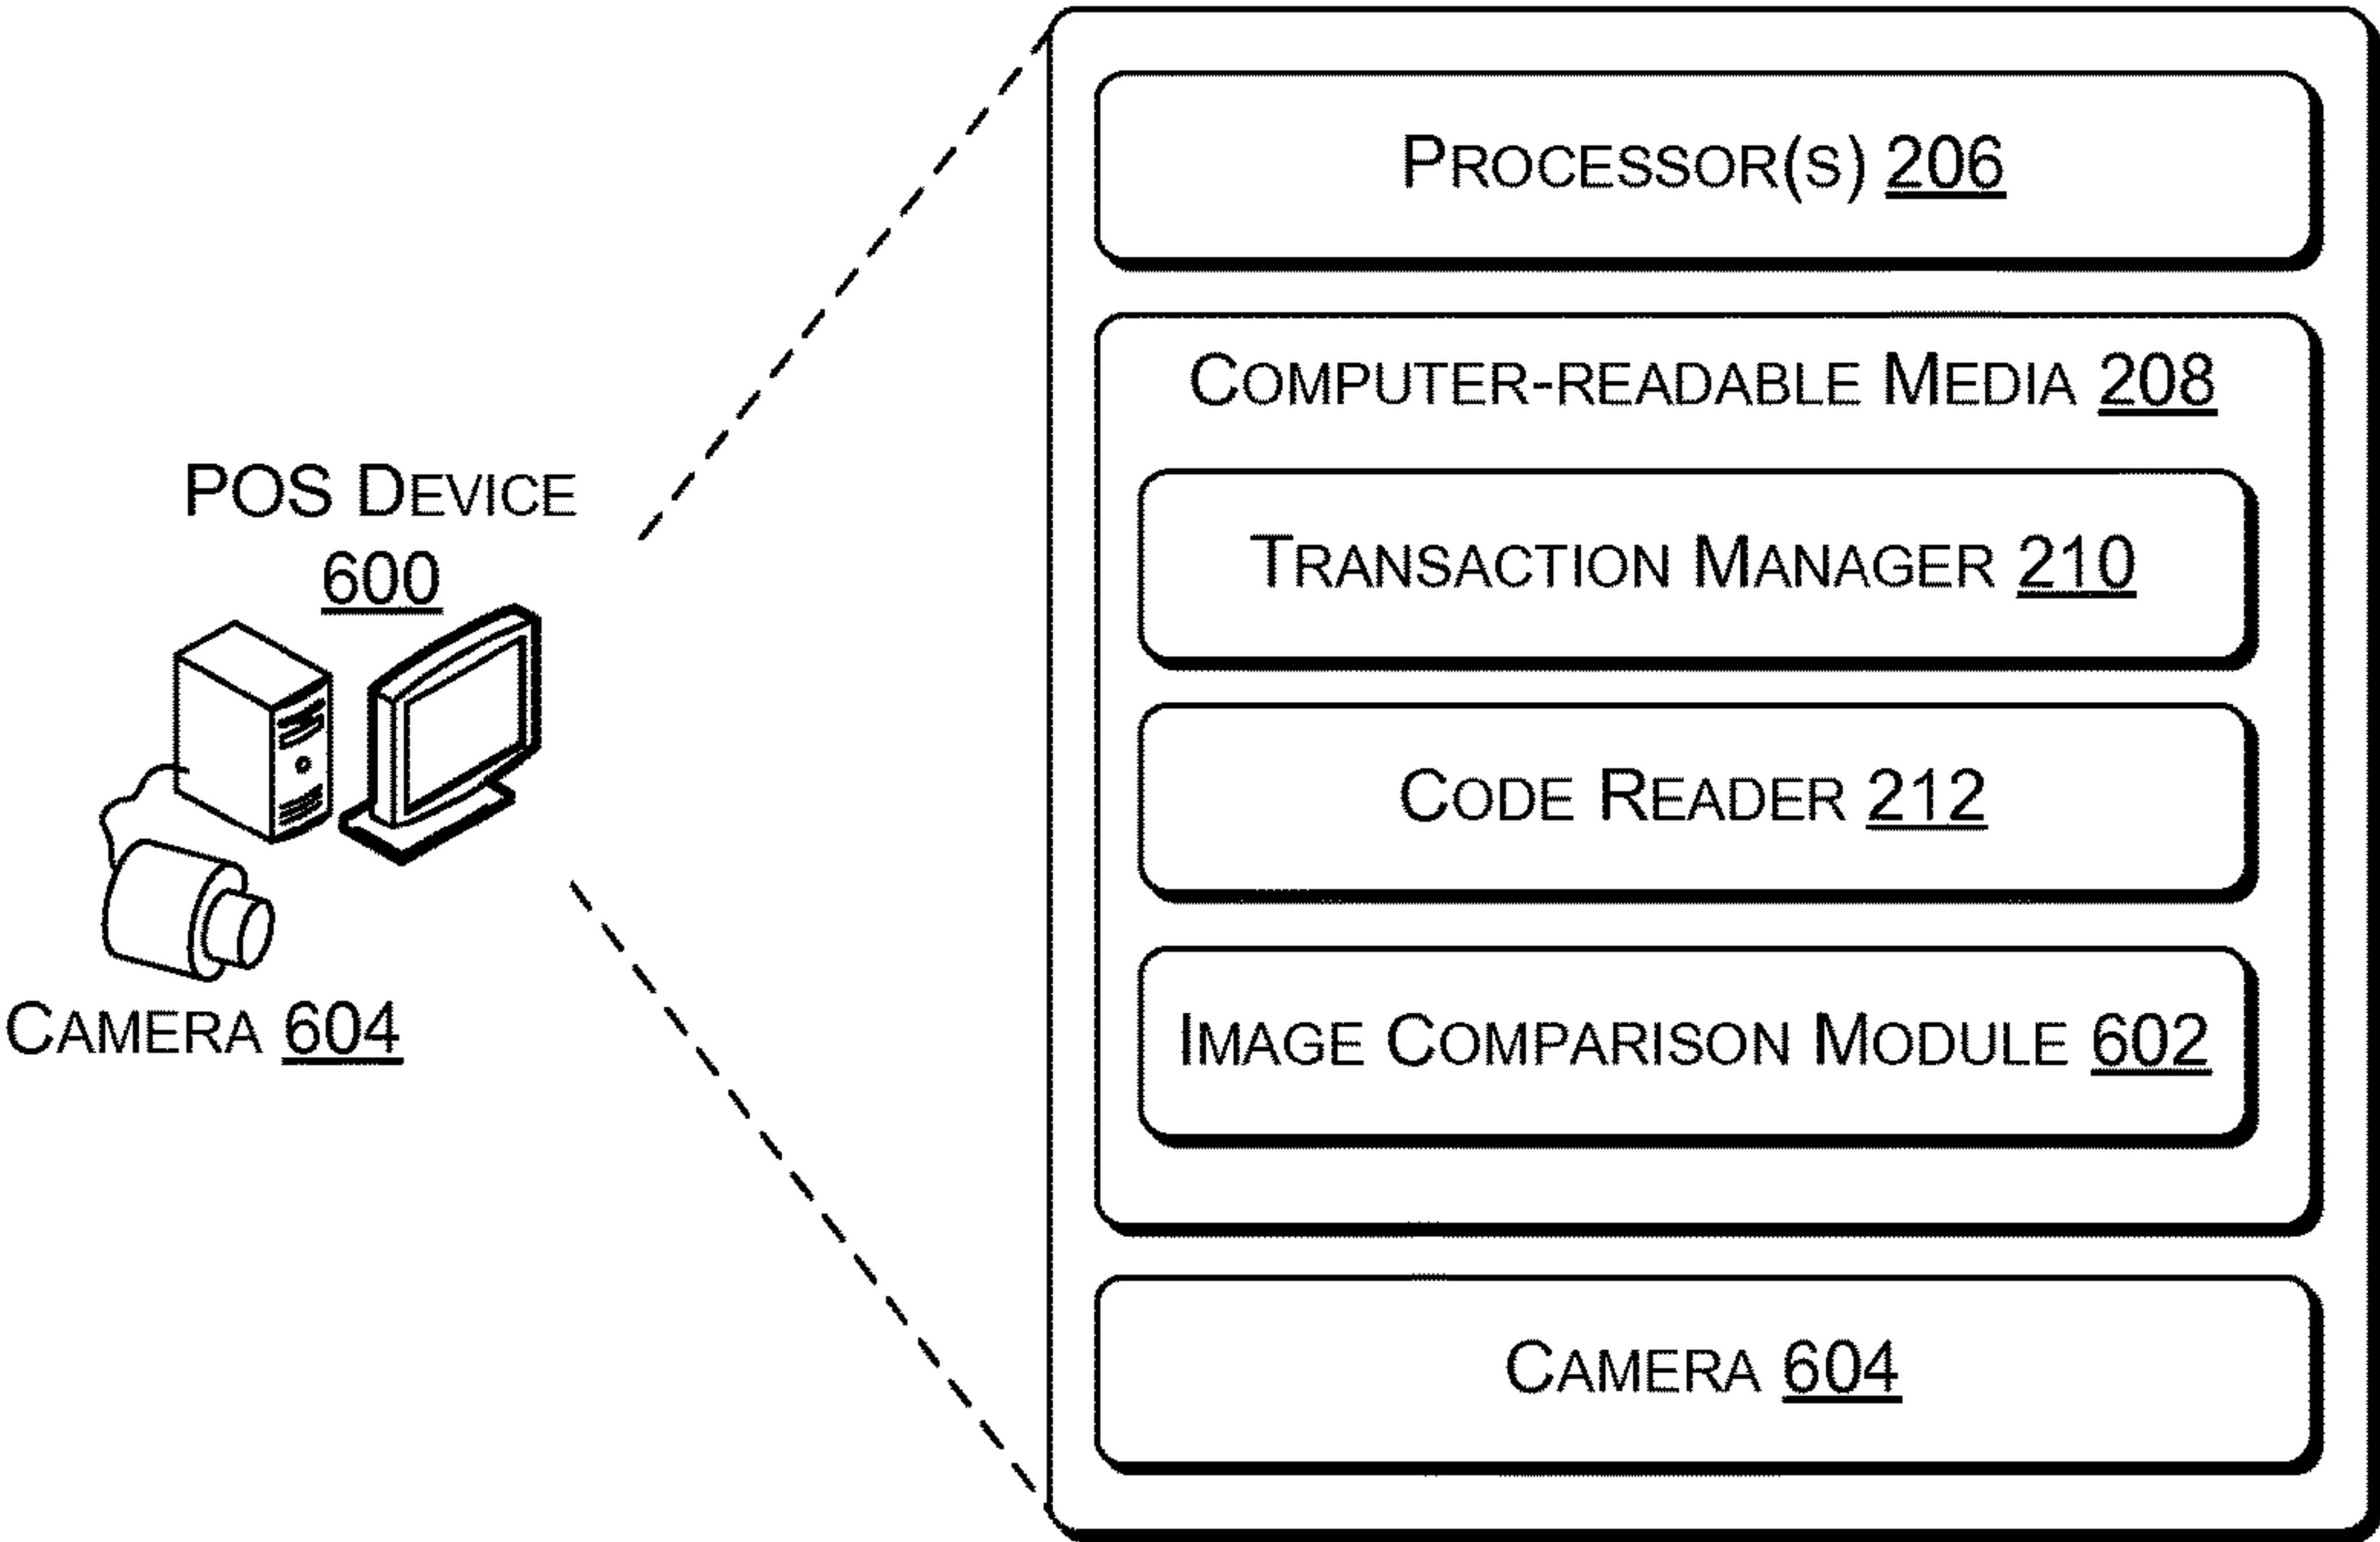 POS DEVICE
600
CAMERA 604
PROCESSOR(S) 206
COMPUTER-READABLE MEDIA 208
TRANSACTION MANAGER 210
CODE READER 212
IMAGE COMPARISON MODULE 602
CAMERA 604